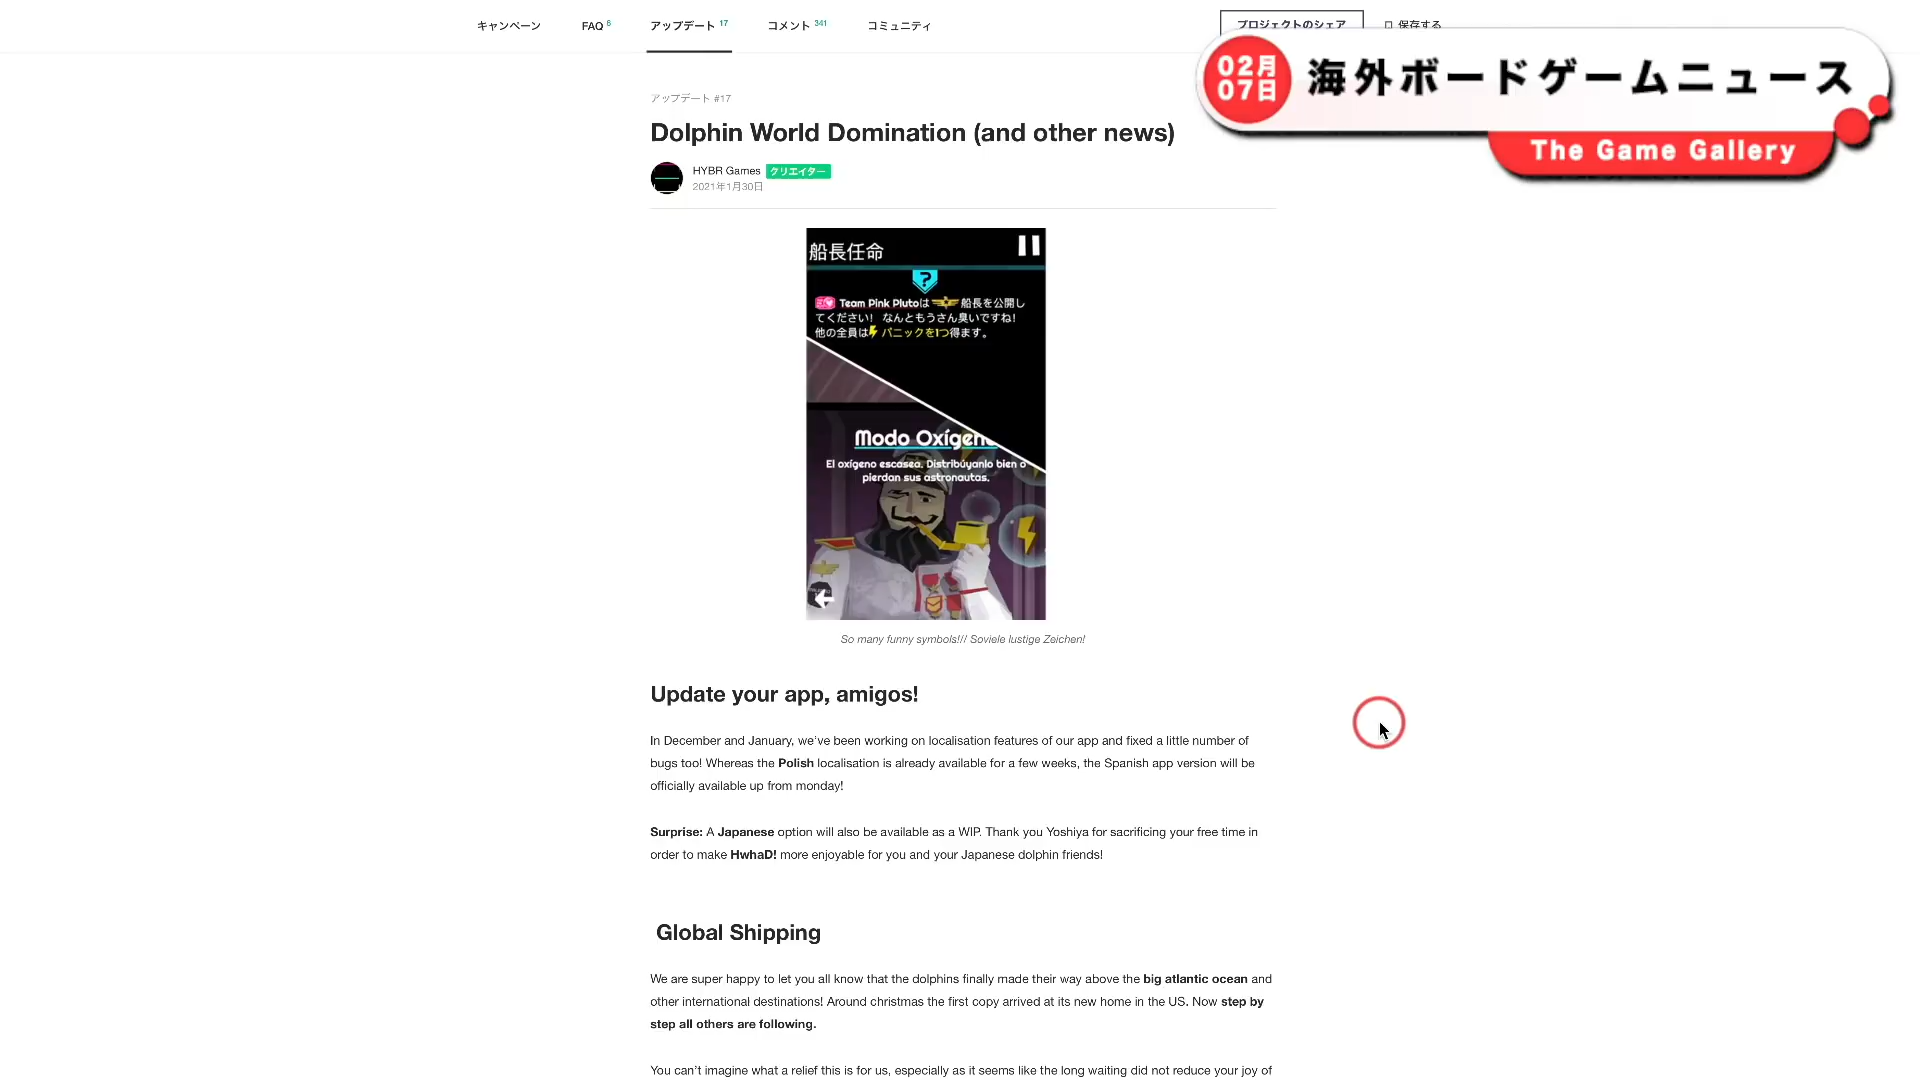 キャンペーン
FAQ 6
アップデート 17
コメント 341
コミュニティ
プロジェクトのシェア
保存する
02月
07日
海外ボードゲームニュース
The Game Gallery
アップデート #17
Dolphin World Domination (and other news)
HYBR Games クリエイター
2021年1月30日
船長任命
?
Team Pink Plutoは船長を公開し
てください! なんともうさん臭いですね!
他の全員はパニックを1つ得ます。
Modo Oxígeno
El oxígeno escasea. Distribúyanlo bien o
pierdan sus astronautas.
So many funny symbols!// Soviele lustige Zeichen!
Update your app, amigos!
In December and January, we've been working on localisation features of our app and fixed a little number of
bugs too! Whereas the Polish localisation is already available for a few weeks, the Spanish app version will be
officially available up from monday!
Surprise: A Japanese option will also be available as a WIP. Thank you Yoshiya for sacrificing your free time in
order to make HwhaD! more enjoyable for you and your Japanese dolphin friends!
Global Shipping
We are super happy to let you all know that the dolphins finally made their way above the big atlantic ocean and
other international destinations! Around christmas the first copy arrived at its new home in the US. Now step by
step all others are following.
You can't imagine what a relief this is for us, especially as it seems like the long waiting did not reduce your joy of